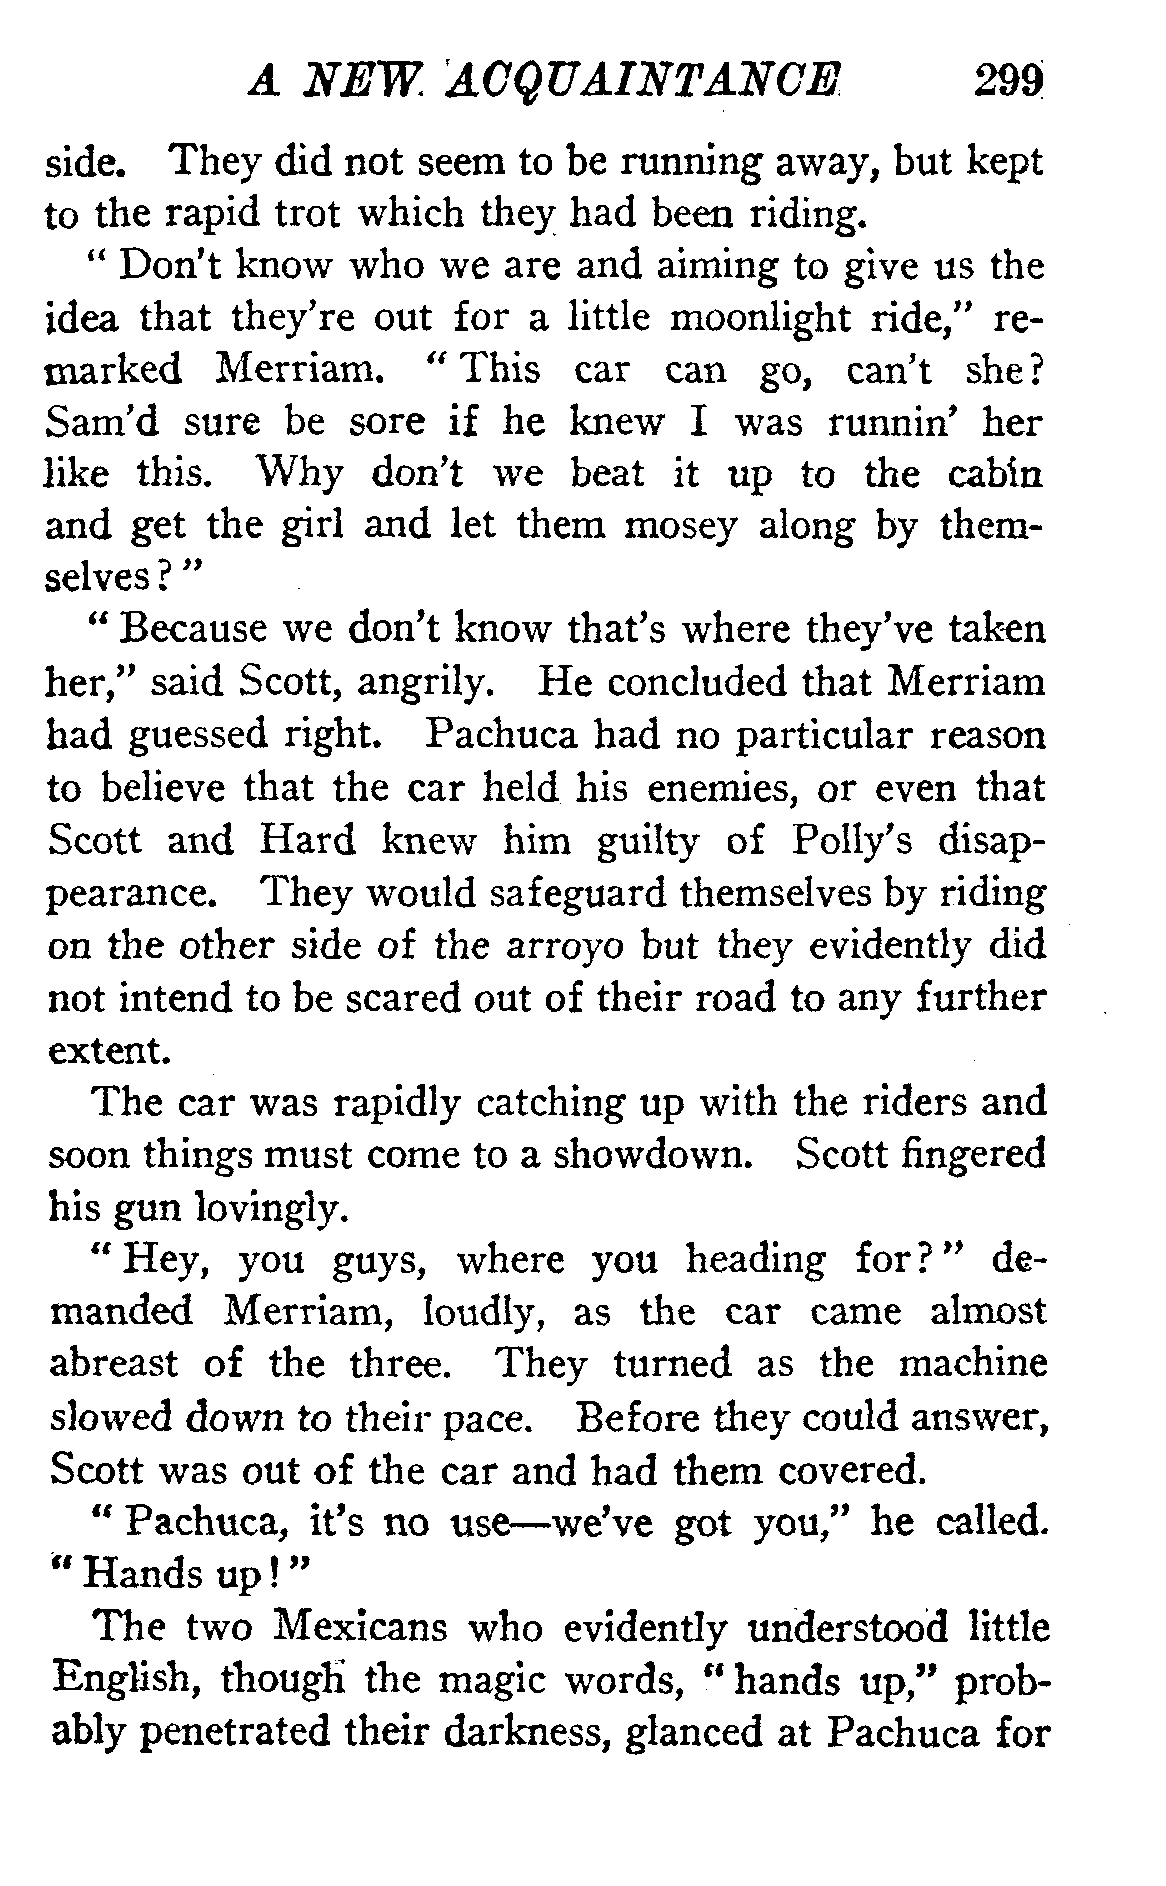 A NEW ACQUAINTANCE 299
side. They did not seem to be running away, but kept
to the rapid trot which they had been riding.
" Don't know who we are and aiming to give us the
idea that they're out for a little moonlight ride," re-
marked Merriam. " This car can go, can't she?
Sam'd sure be sore if he knew I was runnin' her
like this. Why don't we beat it up to the cabin
and get the girl and let them mosey along by them-
selves? "
" Because we don't know that's where they've taken
her," said Scott, angrily. He concluded that Merriam
had guessed right. Pachuca had no particular reason
to believe that the car held his enemies, or even that
Scott and Hard knew him guilty of Polly's disap-
pearance. They would safeguard themselves by riding
on the other side of the arroyo but they evidently did
not intend to be scared out of their road to any further
extent.
The car was rapidly catching up with the riders and
soon things must come to a showdown. Scott fingered
his gun lovingly.
" Hey, you guys, where you heading for? " de-
manded Merriam, loudly, as the car came almost
abreast of the three. They turned as the machine
slowed down to their pace. Before they could answer,
Scott was out of the car and had them covered.
" Pachuca, it's no use—we've got you," he called.
" Hands up! "
The two Mexicans who evidently understood little
English, though the magic words, " hands up," prob-
ably penetrated their darkness, glanced at Pachuca for